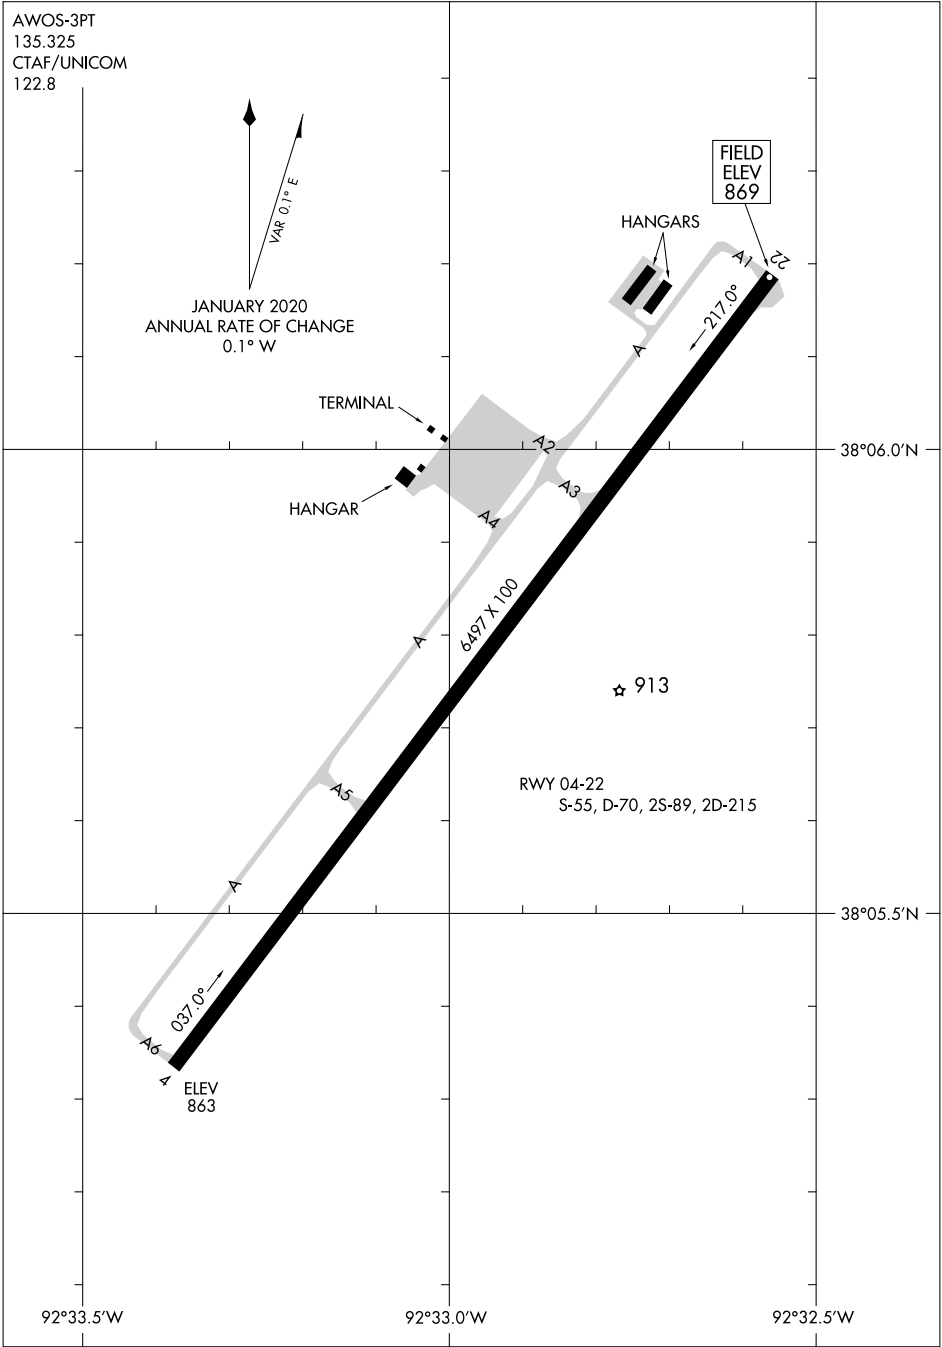 AWOS-3PT
135.325
CTAF/UNICOM
122.8
VAR 0.1° E
JANUARY 2020
ANNUAL RATE OF CHANGE
0.1° W
FIELD
ELEV
869
HANGARS
A1
22
217.0°
A
TERMINAL
A2
38°06.0'N
HANGAR
A3
A4
6497 X 100
A
913
RWY 04-22
S-55, D-70, 2S-89, 2D-215
A5
A
38°05.5'N
037.0°
A6
4
ELEV
863
92°33.5'W
92°33.0'W
92°32.5'W